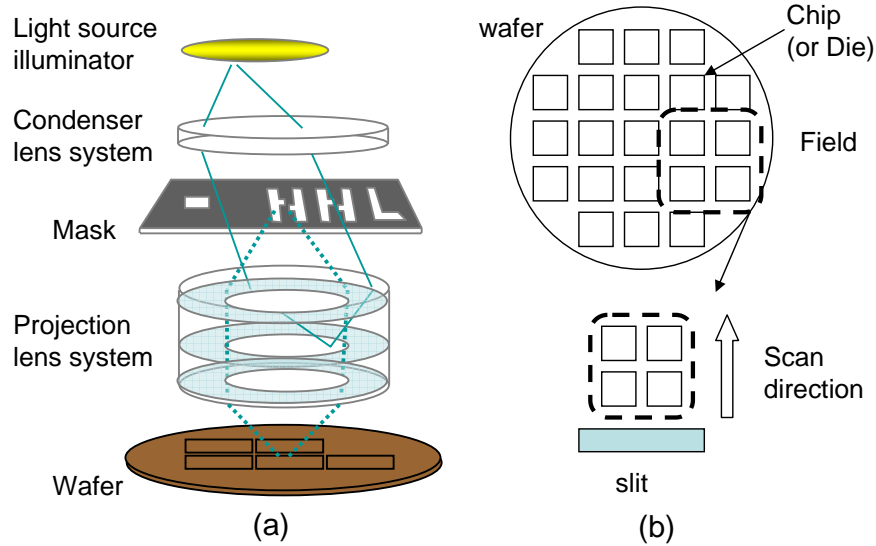 Light source
illuminator
Condenser
lens system
Mask
Projection
lens system
Wafer
(a)
wafer
Chip
(or Die)
Field
Scan
direction
slit
(b)